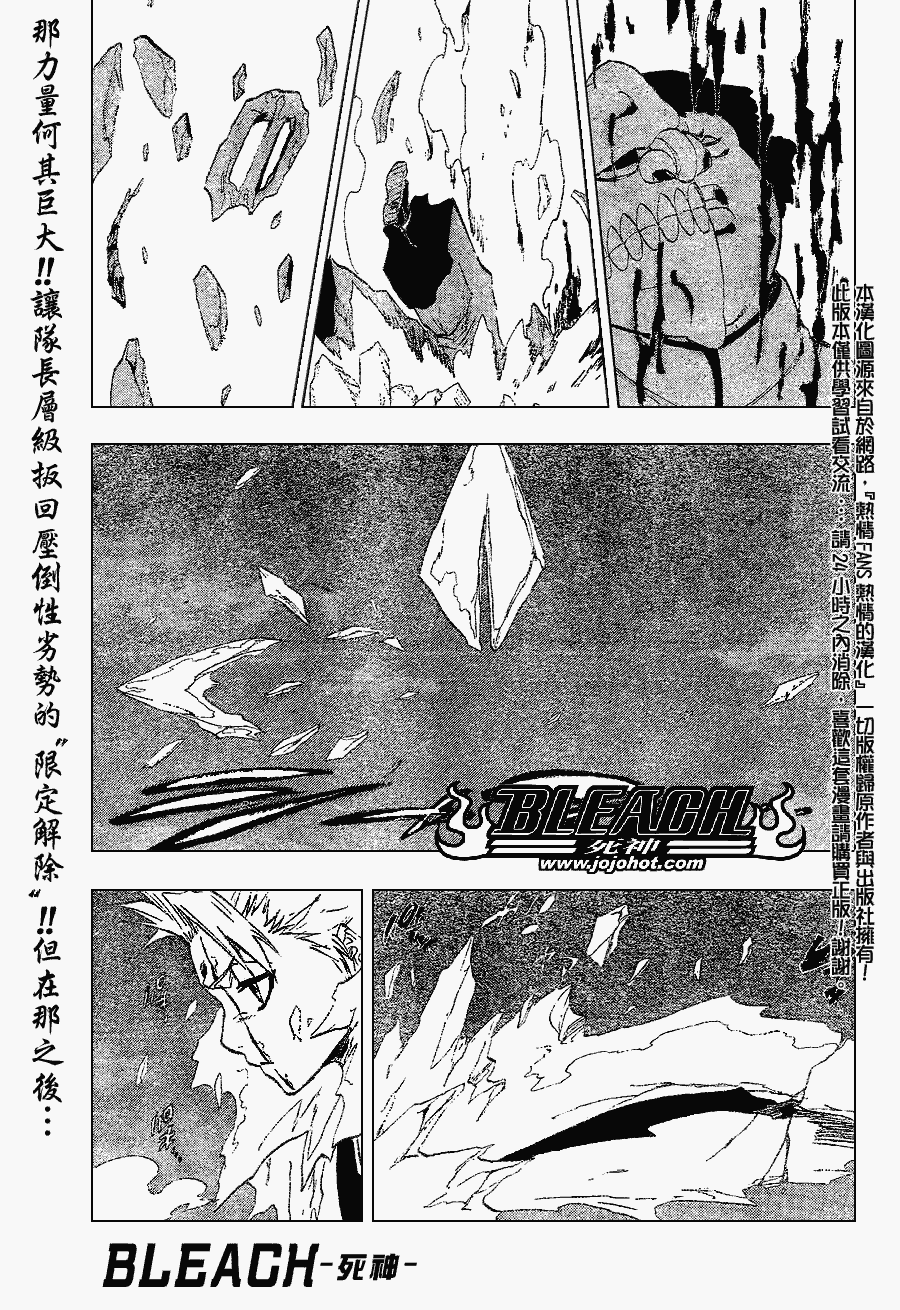 本漢化圖源來自於網路，『熱情FANS 熱情的漢化』一切版權歸原作者與出版社擁有！
此版本僅供學習試看交流……請24小時之內消除，喜歡這套漫畫請購買正版！謝謝！
那力量何其巨大!!讓隊長層級扳回壓倒性劣勢的〝限定解除〞!!但在那之後…
BLEACH
死神
www.jojohot.com
BLEACH-死神-